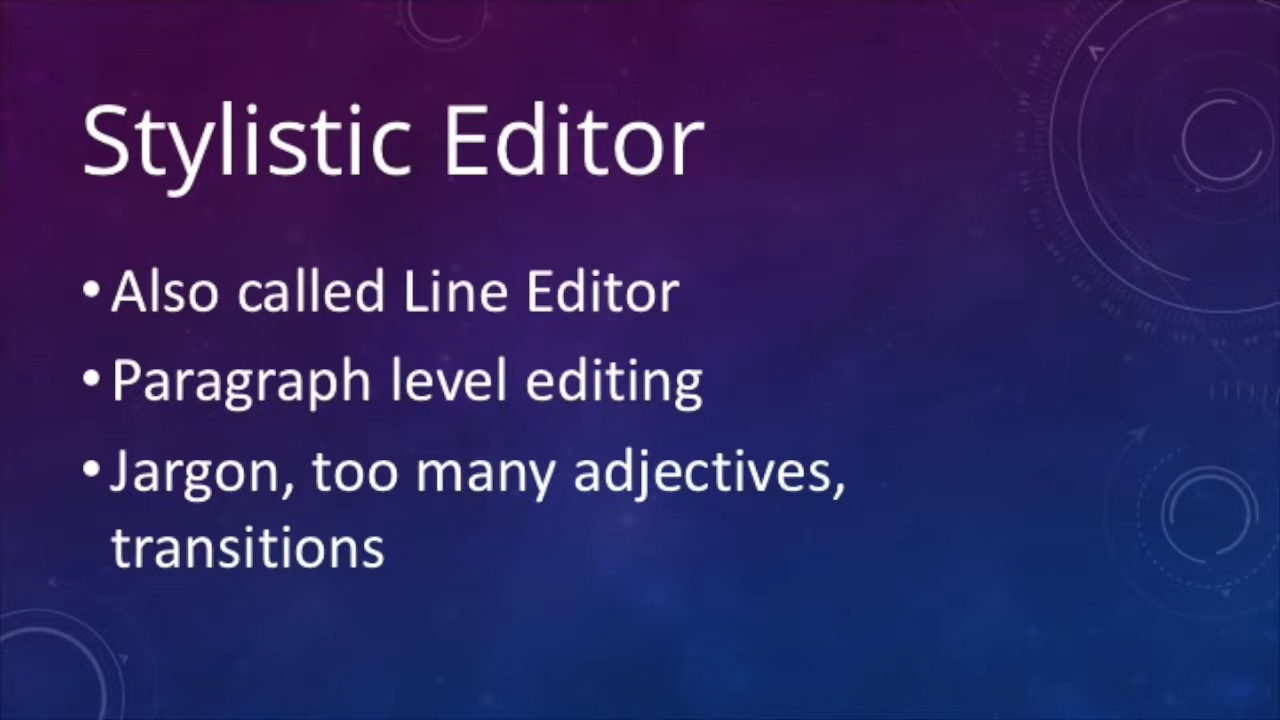 Stylistic Editor
•Also called Line Editor
•Paragraph level editing
•Jargon, too many adjectives,
transitions